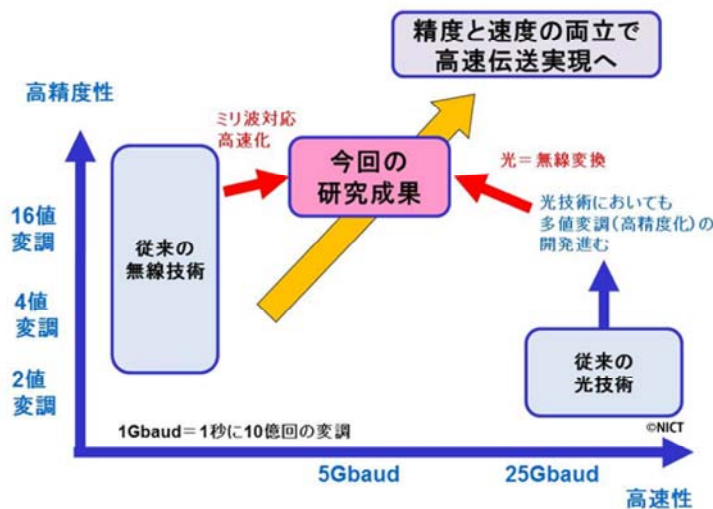 精度と速度の両立で
高速伝送実現へ
高精度性
ミリ波対応
高速化
今回の
研究成果
光＝無線変換
16値
変調
従来の
無線技術
光技術においても
多値変調(高精度化)の
開発進む
4値
変調
2値
変調
従来の
光技術
1Gbaud＝1秒に10億回の変調
©NICT
5Gbaud
25Gbaud
高速性